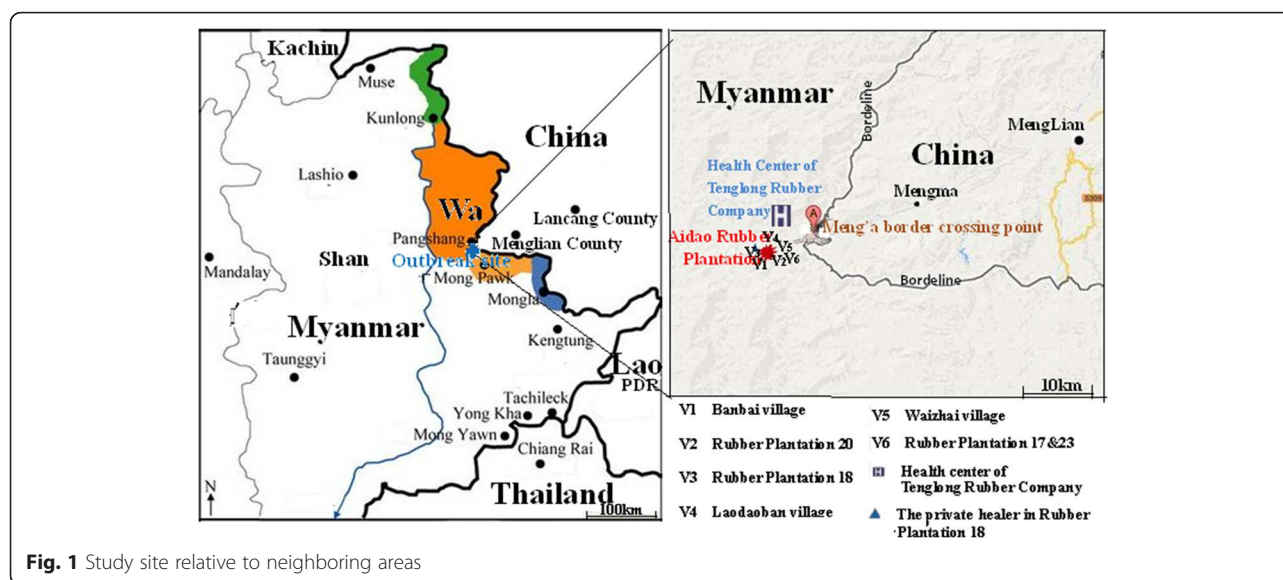 Kachin
Muse
Kunlong
China
Lashio
Wa
Lancang County
Pangshang
Menglian County
Outbreak site
Mandalay
Shan
Mong Pawk
Mongla
Myanmar
Kengtung
Taunggyi
Lao
PDR
Tachileck
Yong Kha
Mong Yawn
Chiang Rai
Thailand
N
100km
Myanmar
Bordeline
MengLian
China
Health Center of
Tenglong Rubber
Company
H
A
Mengma
S309
Meng'a border crossing point
Aidao Rubber
Plantation
V4
V5
V3
V1
V2
V6
Bordeline
10km
V1 Banbai village
V2 Rubber Plantation 20
V3 Rubber Plantation 18
V4 Laodaoban village
V5 Waizhai village
V6 Rubber Plantation 17&23
H Health center of
Tenglong Rubber Company
The private healer in Rubber
Plantation 18
Fig. 1 Study site relative to neighboring areas